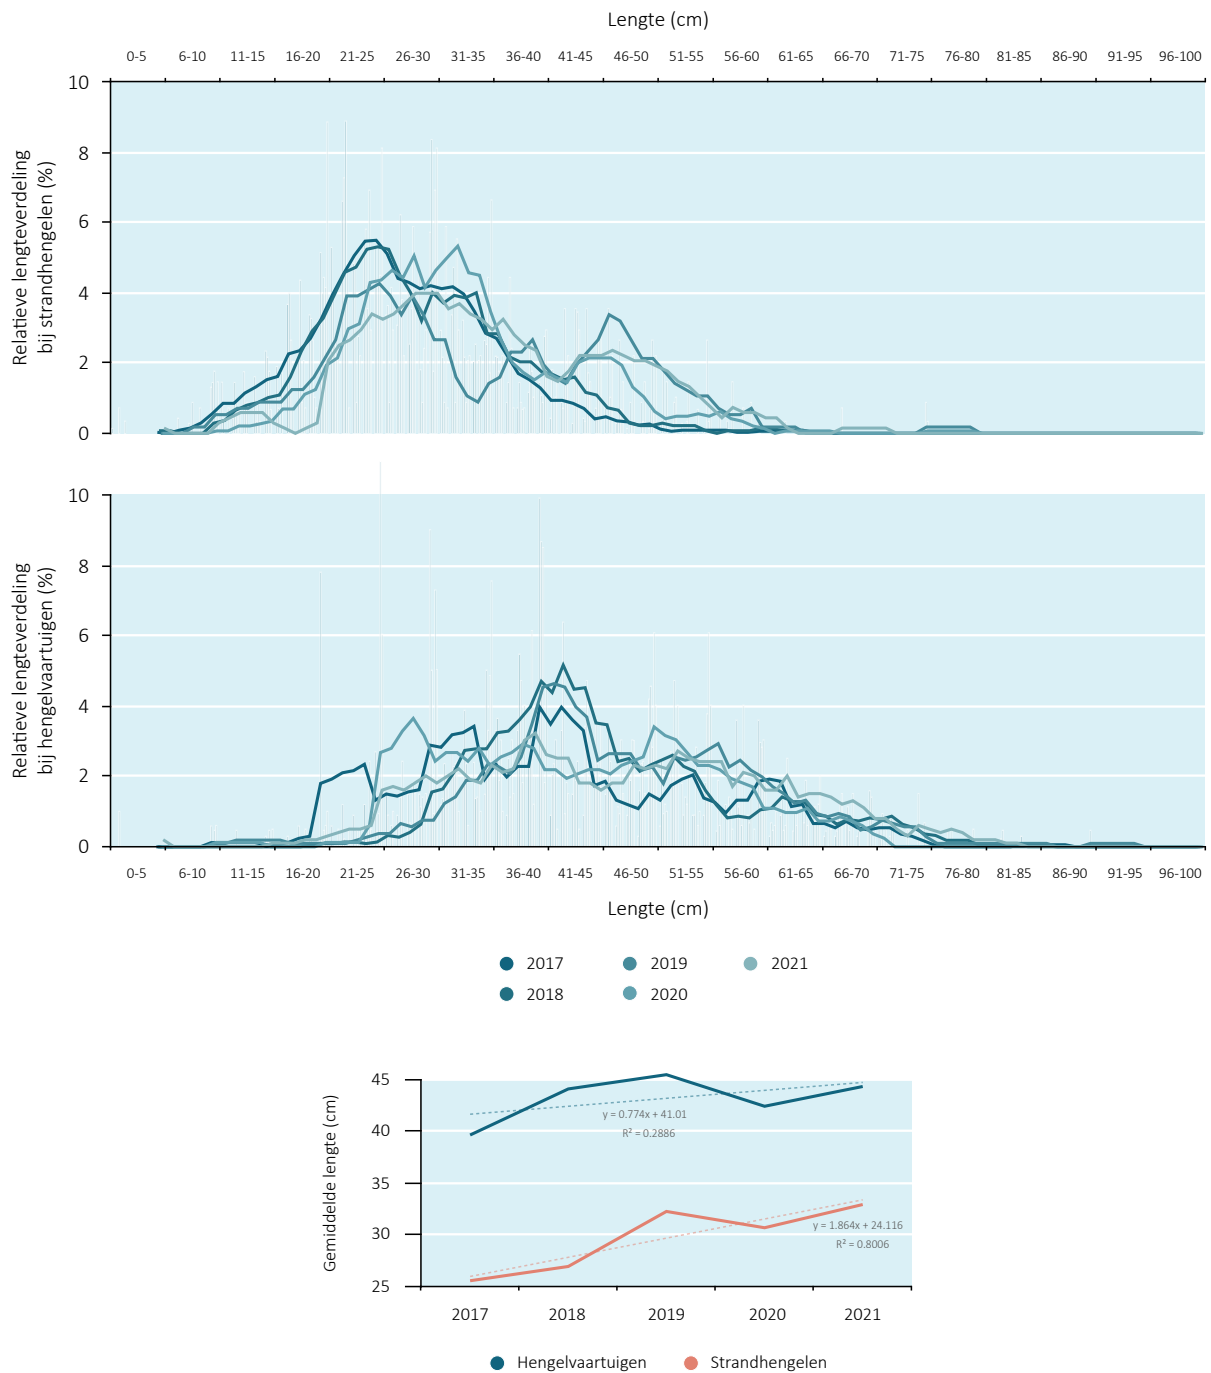 Lengte (cm)
0-5 6-10 11-15 16-20 21-25 26-30 31-35 36-40 41-45 46-50 51-55 56-60 61-65 66-70 71-75 76-80 81-85 86-90 91-95 96-100
Relatieve lengteverdeling
bij strandhengelen (%)
10
8
6
4
2
0
Relatieve lengteverdeling
bij hengelvaartuigen (%)
10
8
6
4
2
0
0-5 6-10 11-15 16-20 21-25 26-30 31-35 36-40 41-45 46-50 51-55 56-60 61-65 66-70 71-75 76-80 81-85 86-90 91-95 96-100
Lengte (cm)
2017 2019 2021
2018 2020
Gemiddelde lengte (cm)
45
40
35
30
25
y = 0.774x + 41.01
R² = 0.2886
y = 1.864x + 24.116
R² = 0.8006
2017 2018 2019 2020 2021
Hengelvaartuigen Strandhengelen